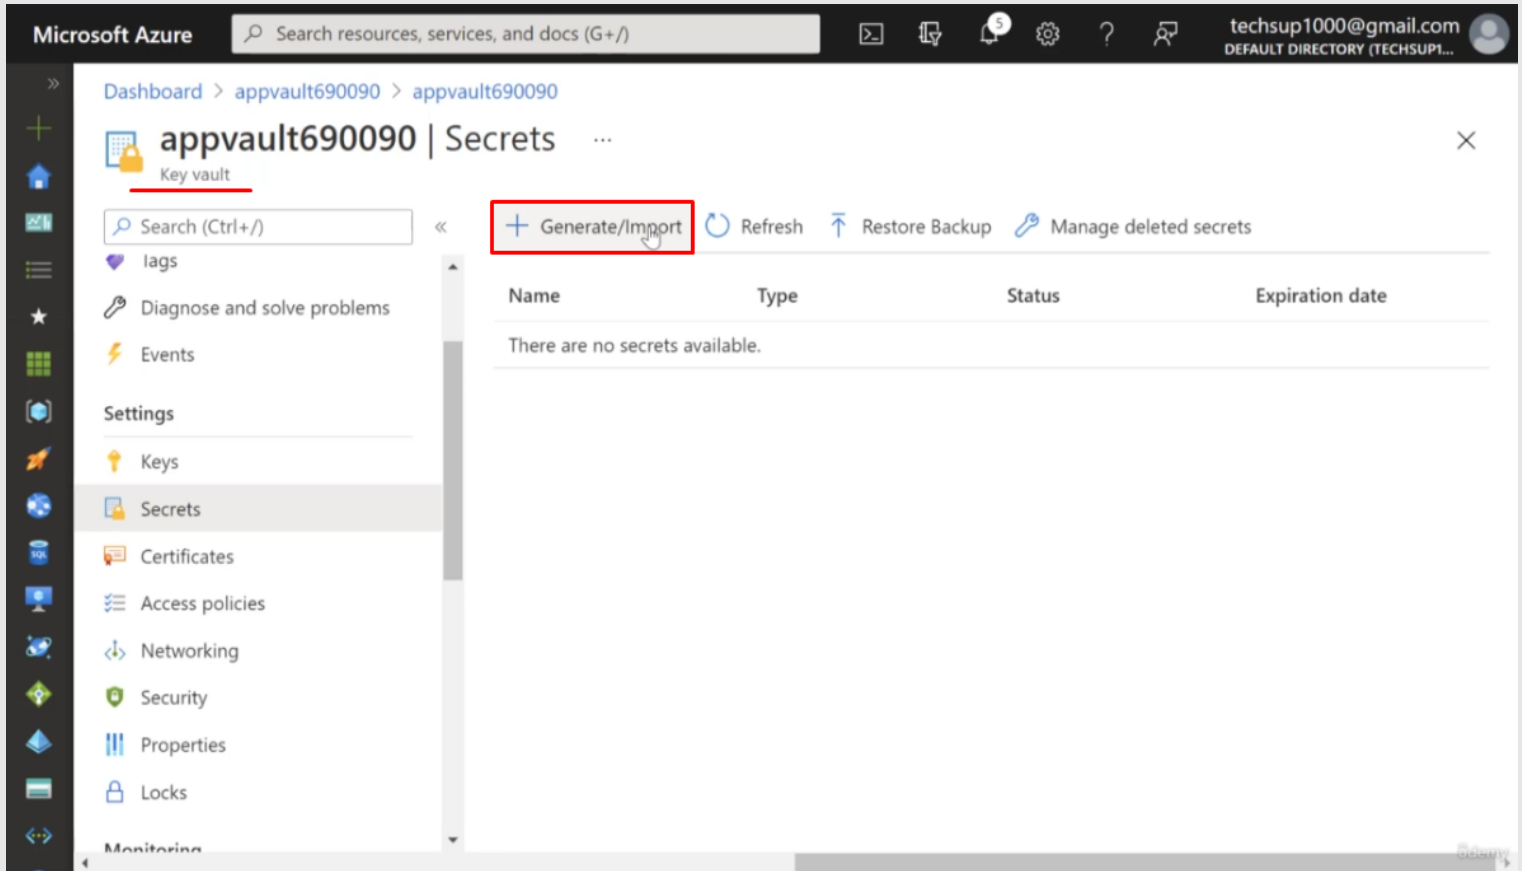 Microsoft Azure
Search resources, services, and docs (G+/)
5
techsup1000@gmail.com
DEFAULT DIRECTORY (TECHSUP1...
Dashboard > appvault690090 > appvault690090
appvault690090 | Secrets ...
Key vault
Search (Ctrl+/)
Generate/Import
Refresh
Restore Backup
Manage deleted secrets
Tags
Diagnose and solve problems
Events
Settings
Keys
Secrets
Certificates
Access policies
Networking
Security
Properties
Locks
Monitoring
Name Type Status Expiration date
There are no secrets available.
SQL
ûdemy